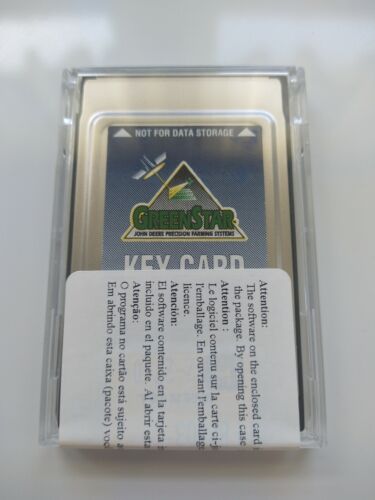 NOT FOR DATA STORAGE
GREENSTAR
JOHN DEERE PRECISION FARMING SYSTEMS
KEY CARD
Attention:
The software on the enclosed card i
the package. By opening this case
Attention :
Le logiciel contenu sur la carte ci-j
l'emballage. En ouvrant l'emballage
licence.
Atención:
El software contenido en la tarjeta
incluido en el paquete. Al abrir esta
Atenção:
O programa no cartão está sujeito a
Em abrindo esta caixa (pacote) voc